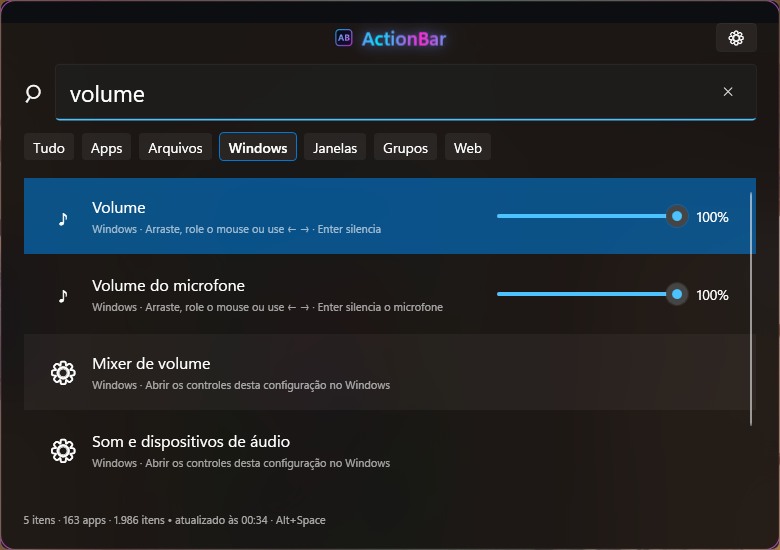 AB ActionBar
volume
Tudo Apps Arquivos Windows Janelas Grupos Web
Volume
100%
Windows · Arraste, role o mouse ou use ← → · Enter silencia
Volume do microfone
100%
Windows · Arraste, role o mouse ou use ← → · Enter silencia o microfone
Mixer de volume
Windows · Abrir os controles desta configuração no Windows
Som e dispositivos de áudio
Windows · Abrir os controles desta configuração no Windows
5 itens · 163 apps · 1.986 itens • atualizado às 00:34 · Alt+Space